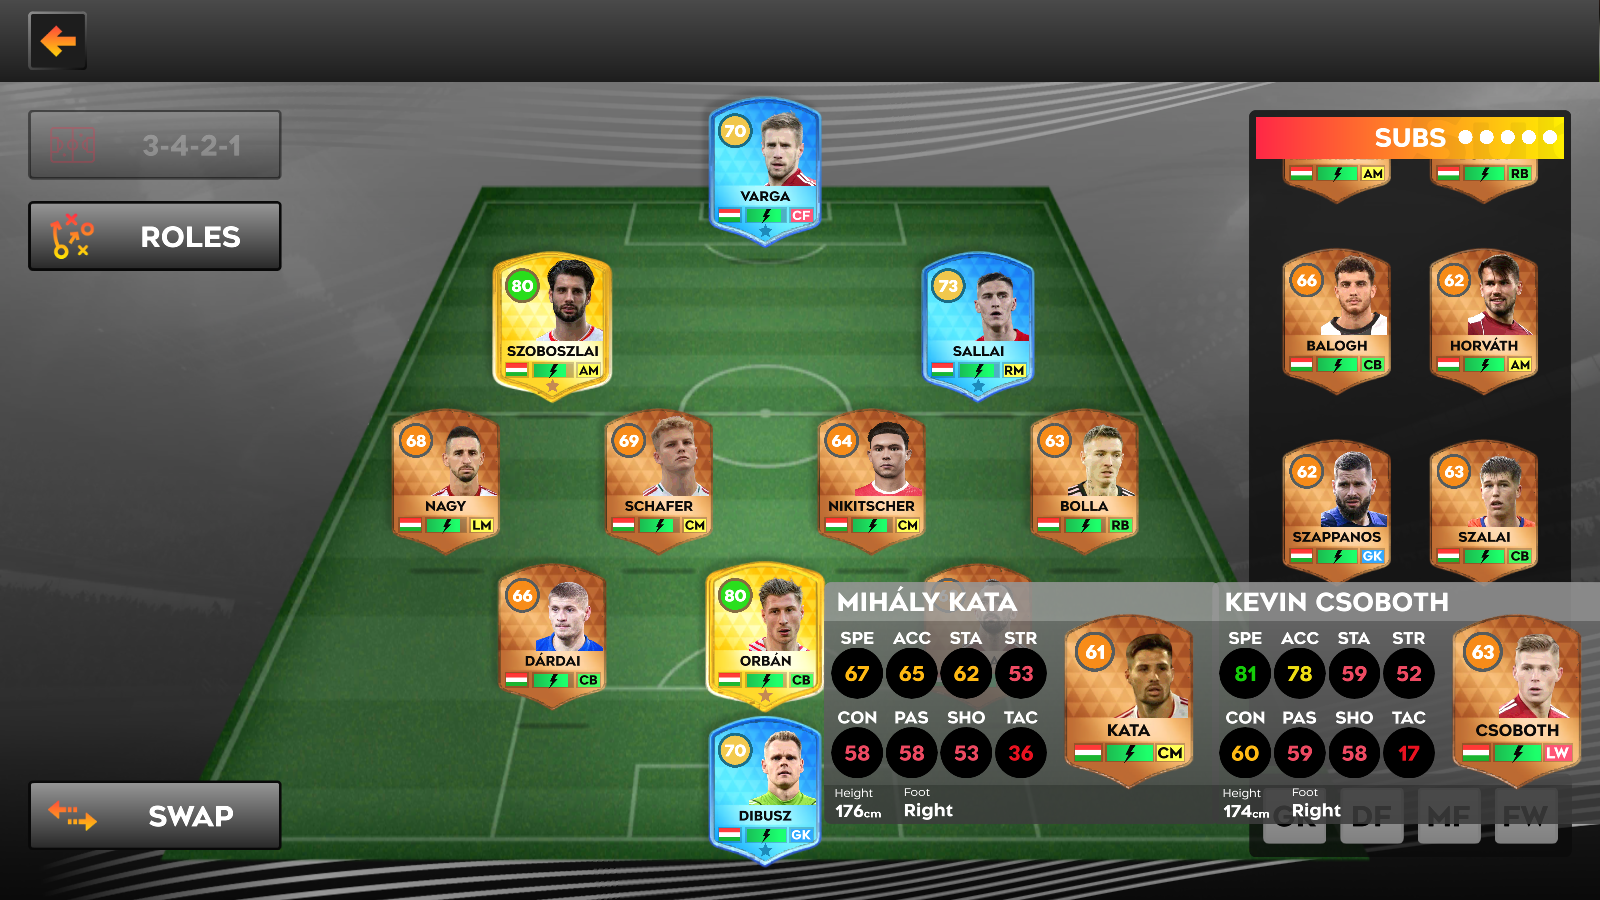 3-4-2-1
ROLES
SWAP
70
VARGA
CF
80
SZOBOSZLAI
AM
73
SALLAI
RM
68
NAGY
LM
69
SCHAFER
CM
64
NIKITSCHER
CM
63
BOLLA
RB
66
DÁRDAI
CB
80
ORBÁN
CB
70
DIBUSZ
GK
SUBS
AM
RB
66
BALOGH
CB
62
HORVÁTH
AM
62
SZAPPANOS
GK
63
SZALAI
CB
MIHÁLY KATA
SPE ACC STA STR
67 65 62 53
CON PAS SHO TAC
58 58 53 36
Height Foot
176cm Right
61
KATA
CM
KEVIN CSOBOTH
SPE ACC STA STR
81 78 59 52
CON PAS SHO TAC
60 59 58 17
Height Foot
174cm Right
63
CSOBOTH
LW
GK DF MF FW